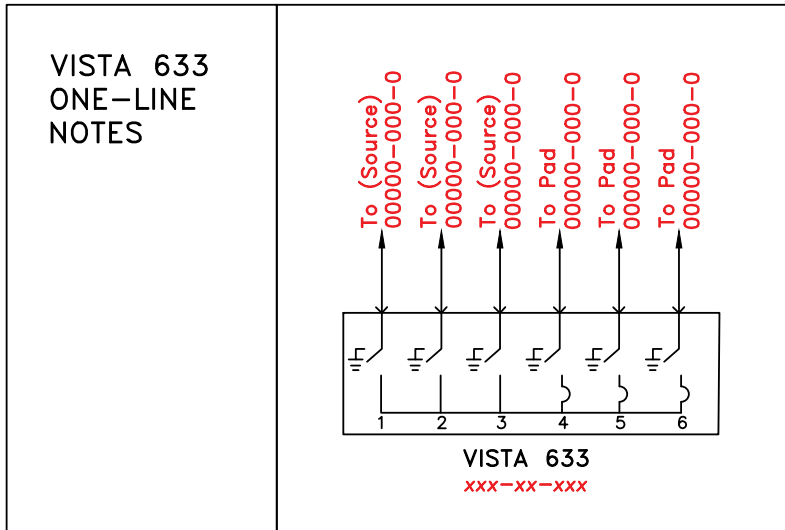 VISTA 633
ONE-LINE
NOTES
To (Source)
00000-000-0
To (Source)
00000-000-0
To (Source)
00000-000-0
To Pad
00000-000-0
To Pad
00000-000-0
To Pad
00000-000-0
1 2 3 4 5 6
VISTA 633
xxx-xx-xxx